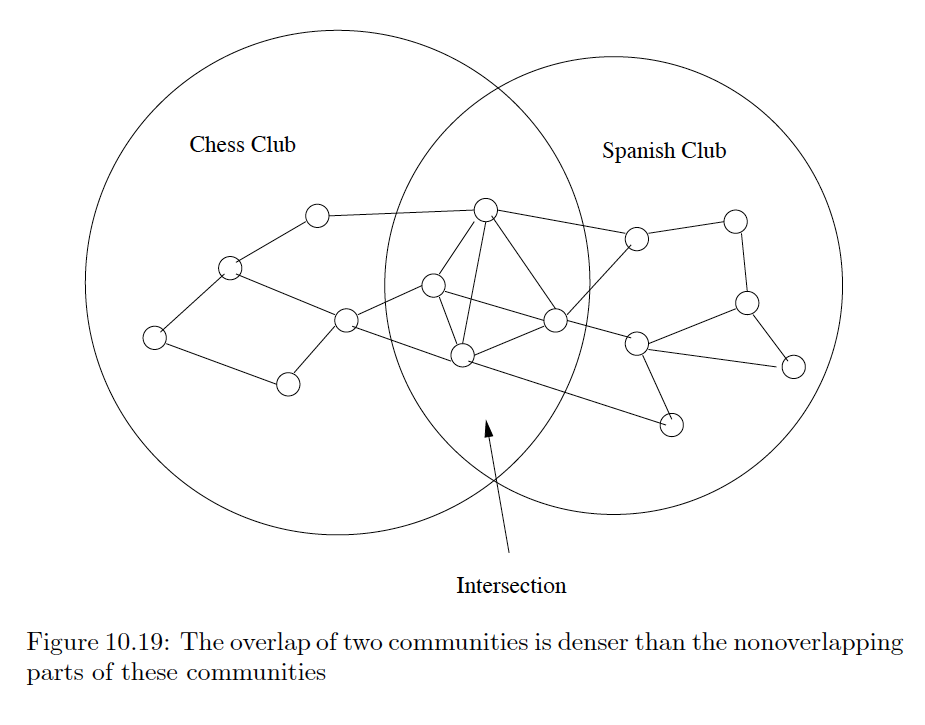 Chess Club
Spanish Club
Intersection
Figure 10.19: The overlap of two communities is denser than the nonoverlapping
parts of these communities